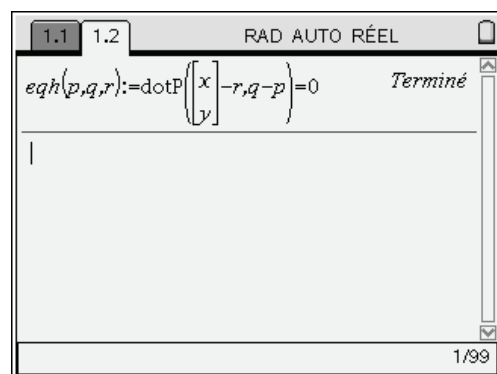 1.1 1.2 RAD AUTO RÉEL
eqh(p,q,r):=dotP([x y]-r,q-p)=0 Terminé
1/99